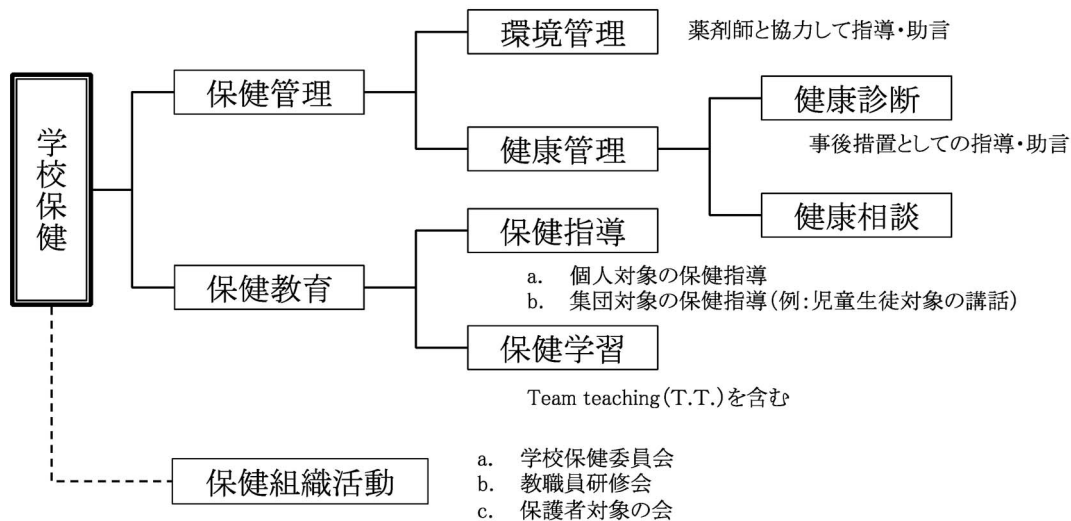 学校保健
保健管理
環境管理
薬剤師と協力して指導・助言
健康管理
健康診断
事後措置としての指導・助言
健康相談
保健教育
保健指導
a. 個人対象の保健指導
b. 集団対象の保健指導(例:児童生徒対象の講話)
保健学習
Team teaching(T.T.)を含む
保健組織活動
a. 学校保健委員会
b. 教職員研修会
c. 保護者対象の会